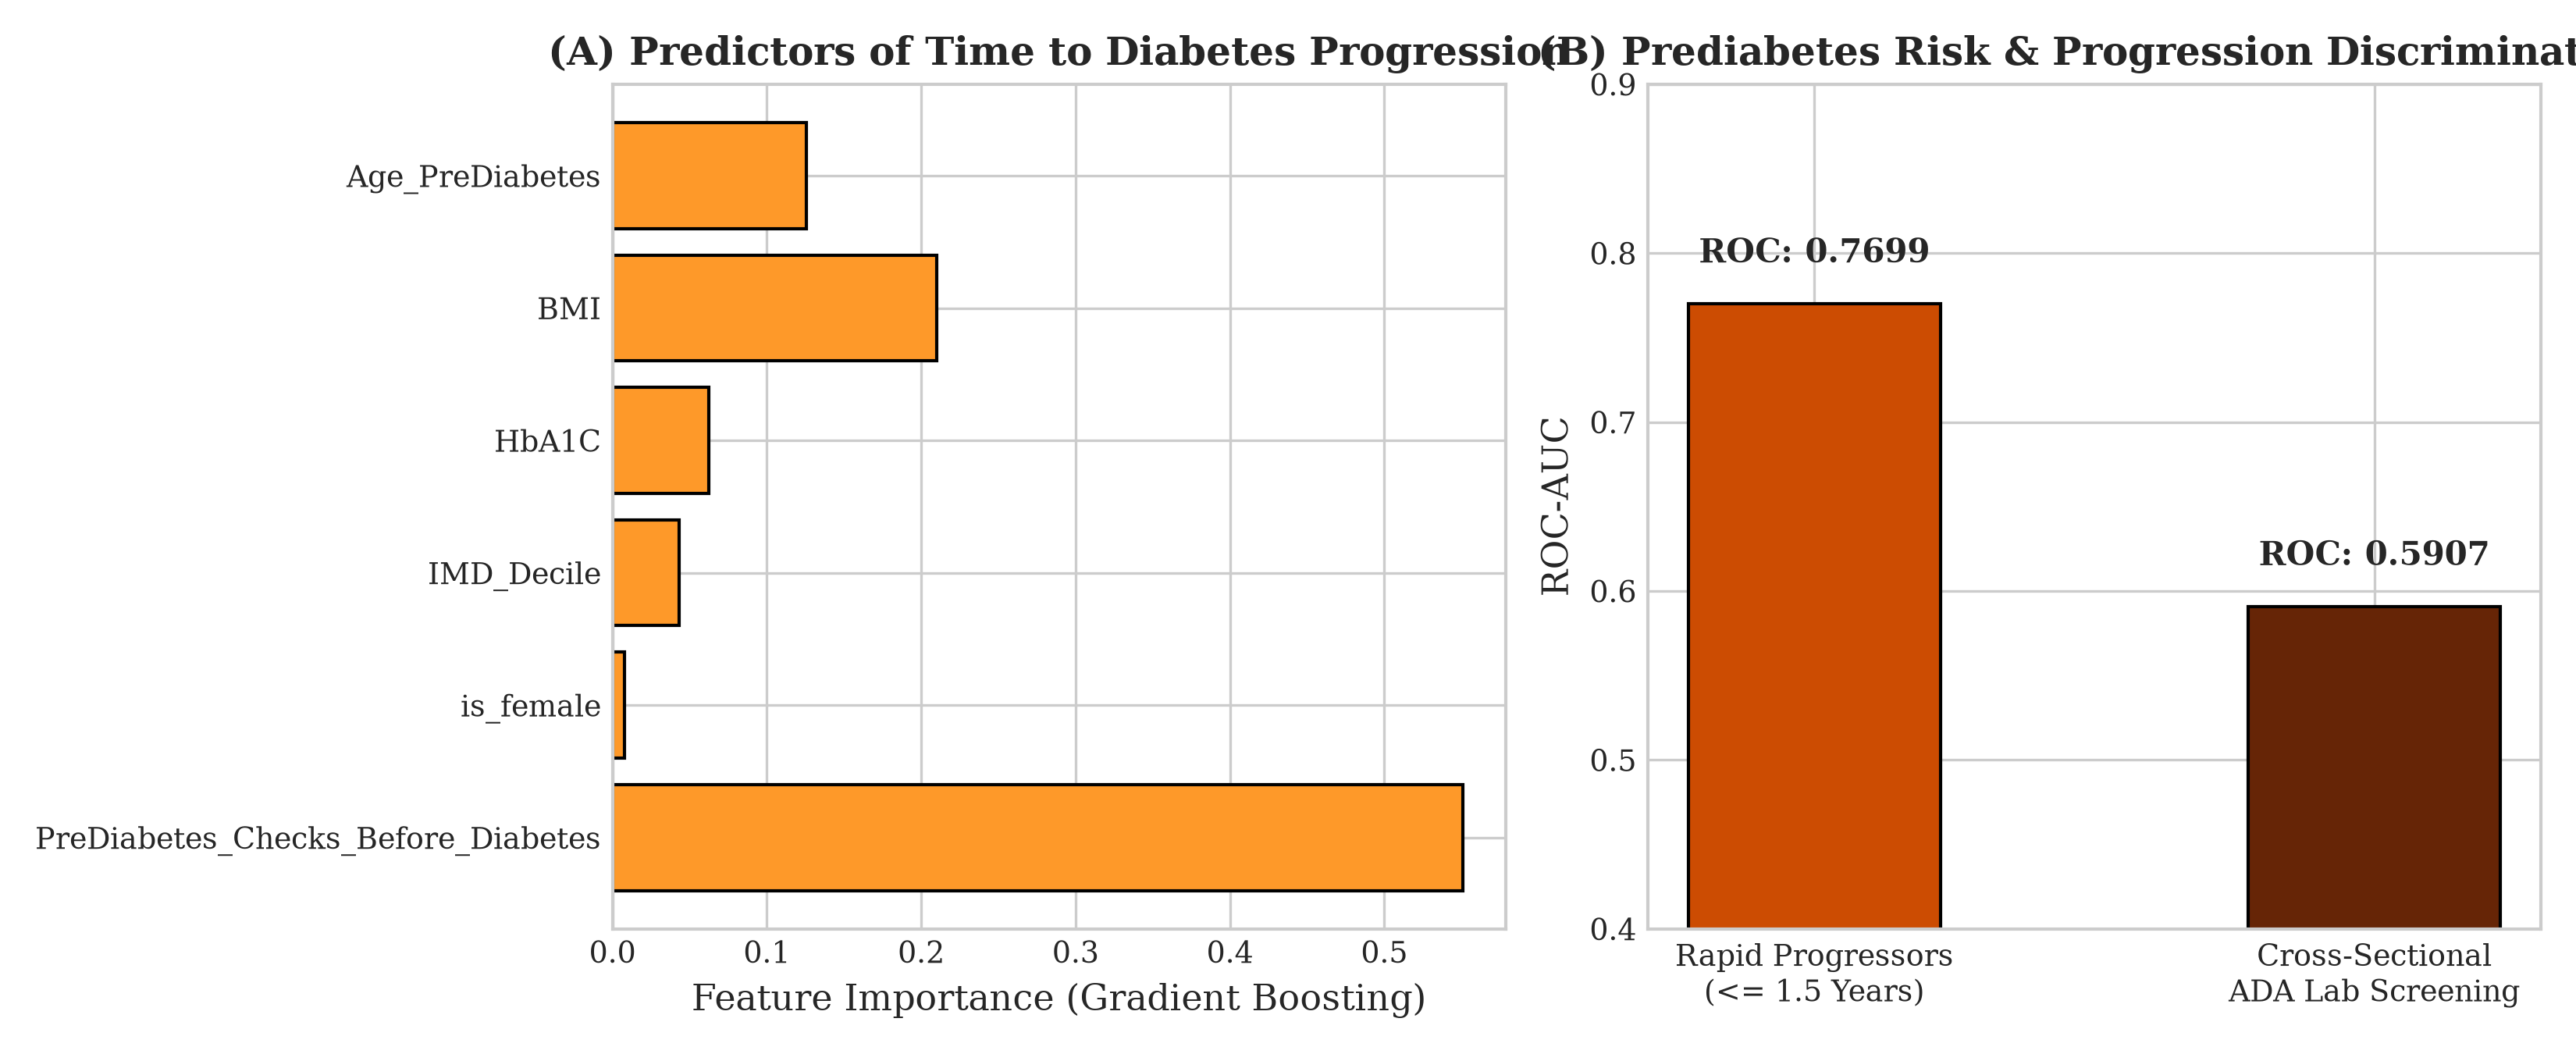 (A) Predictors of Time to Diabetes Progression
Age_PreDiabetes
BMI
HbA1C
IMD_Decile
is_female
PreDiabetes_Checks_Before_Diabetes
0.0 0.1 0.2 0.3 0.4 0.5
Feature Importance (Gradient Boosting)
(B) Prediabetes Risk & Progression Discriminat
ROC-AUC
0.9
0.8
0.7
0.6
0.5
0.4
ROC: 0.7699
ROC: 0.5907
Rapid Progressors
(<= 1.5 Years)
Cross-Sectional
ADA Lab Screening